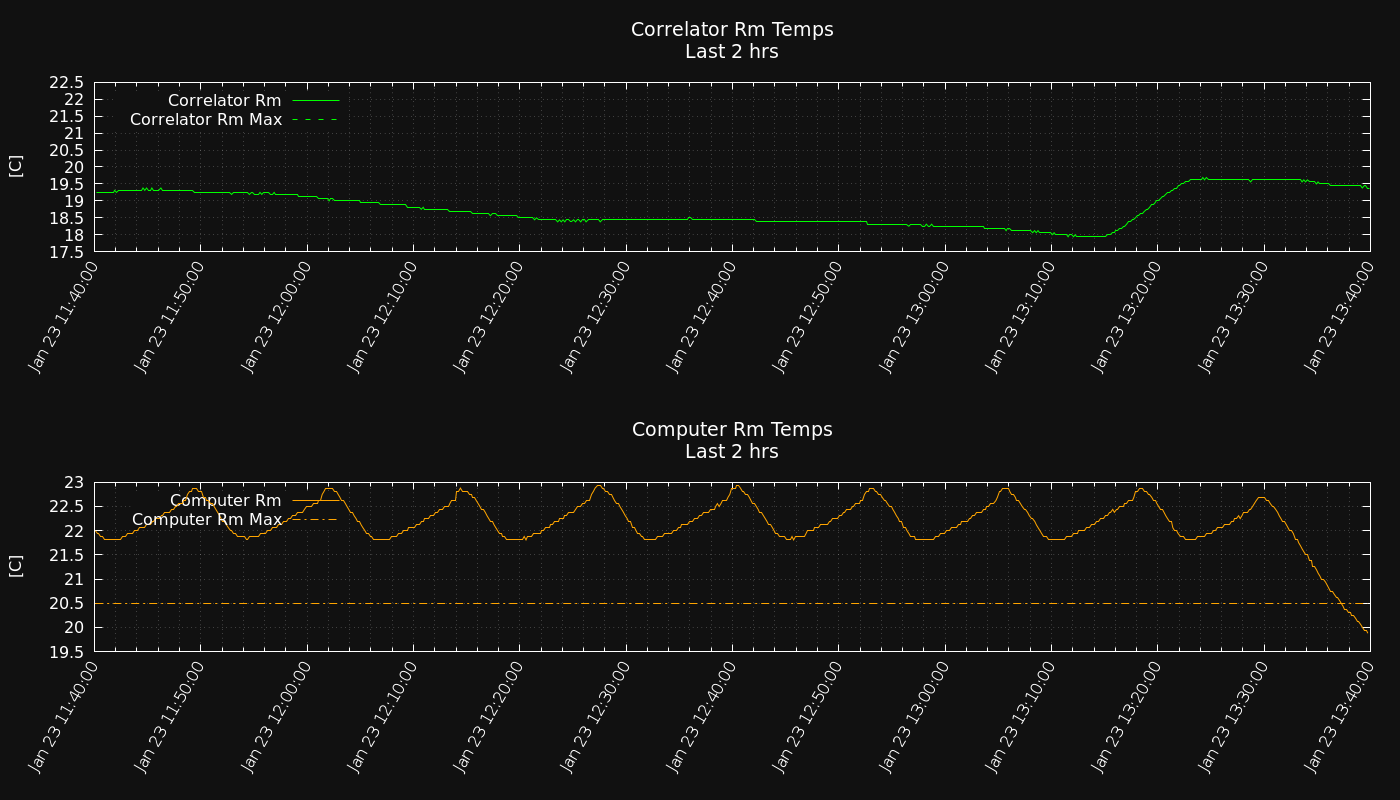 Correlator Rm Temps
Last 2 hrs
22.5
22
21.5
21
20.5
20
19.5
19
18.5
18
17.5
[C]
Correlator Rm
Correlator Rm Max
Jan 23 11:40:00
Jan 23 11:50:00
Jan 23 12:00:00
Jan 23 12:10:00
Jan 23 12:20:00
Jan 23 12:30:00
Jan 23 12:40:00
Jan 23 12:50:00
Jan 23 13:00:00
Jan 23 13:10:00
Jan 23 13:20:00
Jan 23 13:30:00
Jan 23 13:40:00
Computer Rm Temps
Last 2 hrs
23
22.5
22
21.5
21
20.5
20
19.5
[C]
Computer Rm
Computer Rm Max
Jan 23 11:40:00
Jan 23 11:50:00
Jan 23 12:00:00
Jan 23 12:10:00
Jan 23 12:20:00
Jan 23 12:30:00
Jan 23 12:40:00
Jan 23 12:50:00
Jan 23 13:00:00
Jan 23 13:10:00
Jan 23 13:20:00
Jan 23 13:30:00
Jan 23 13:40:00